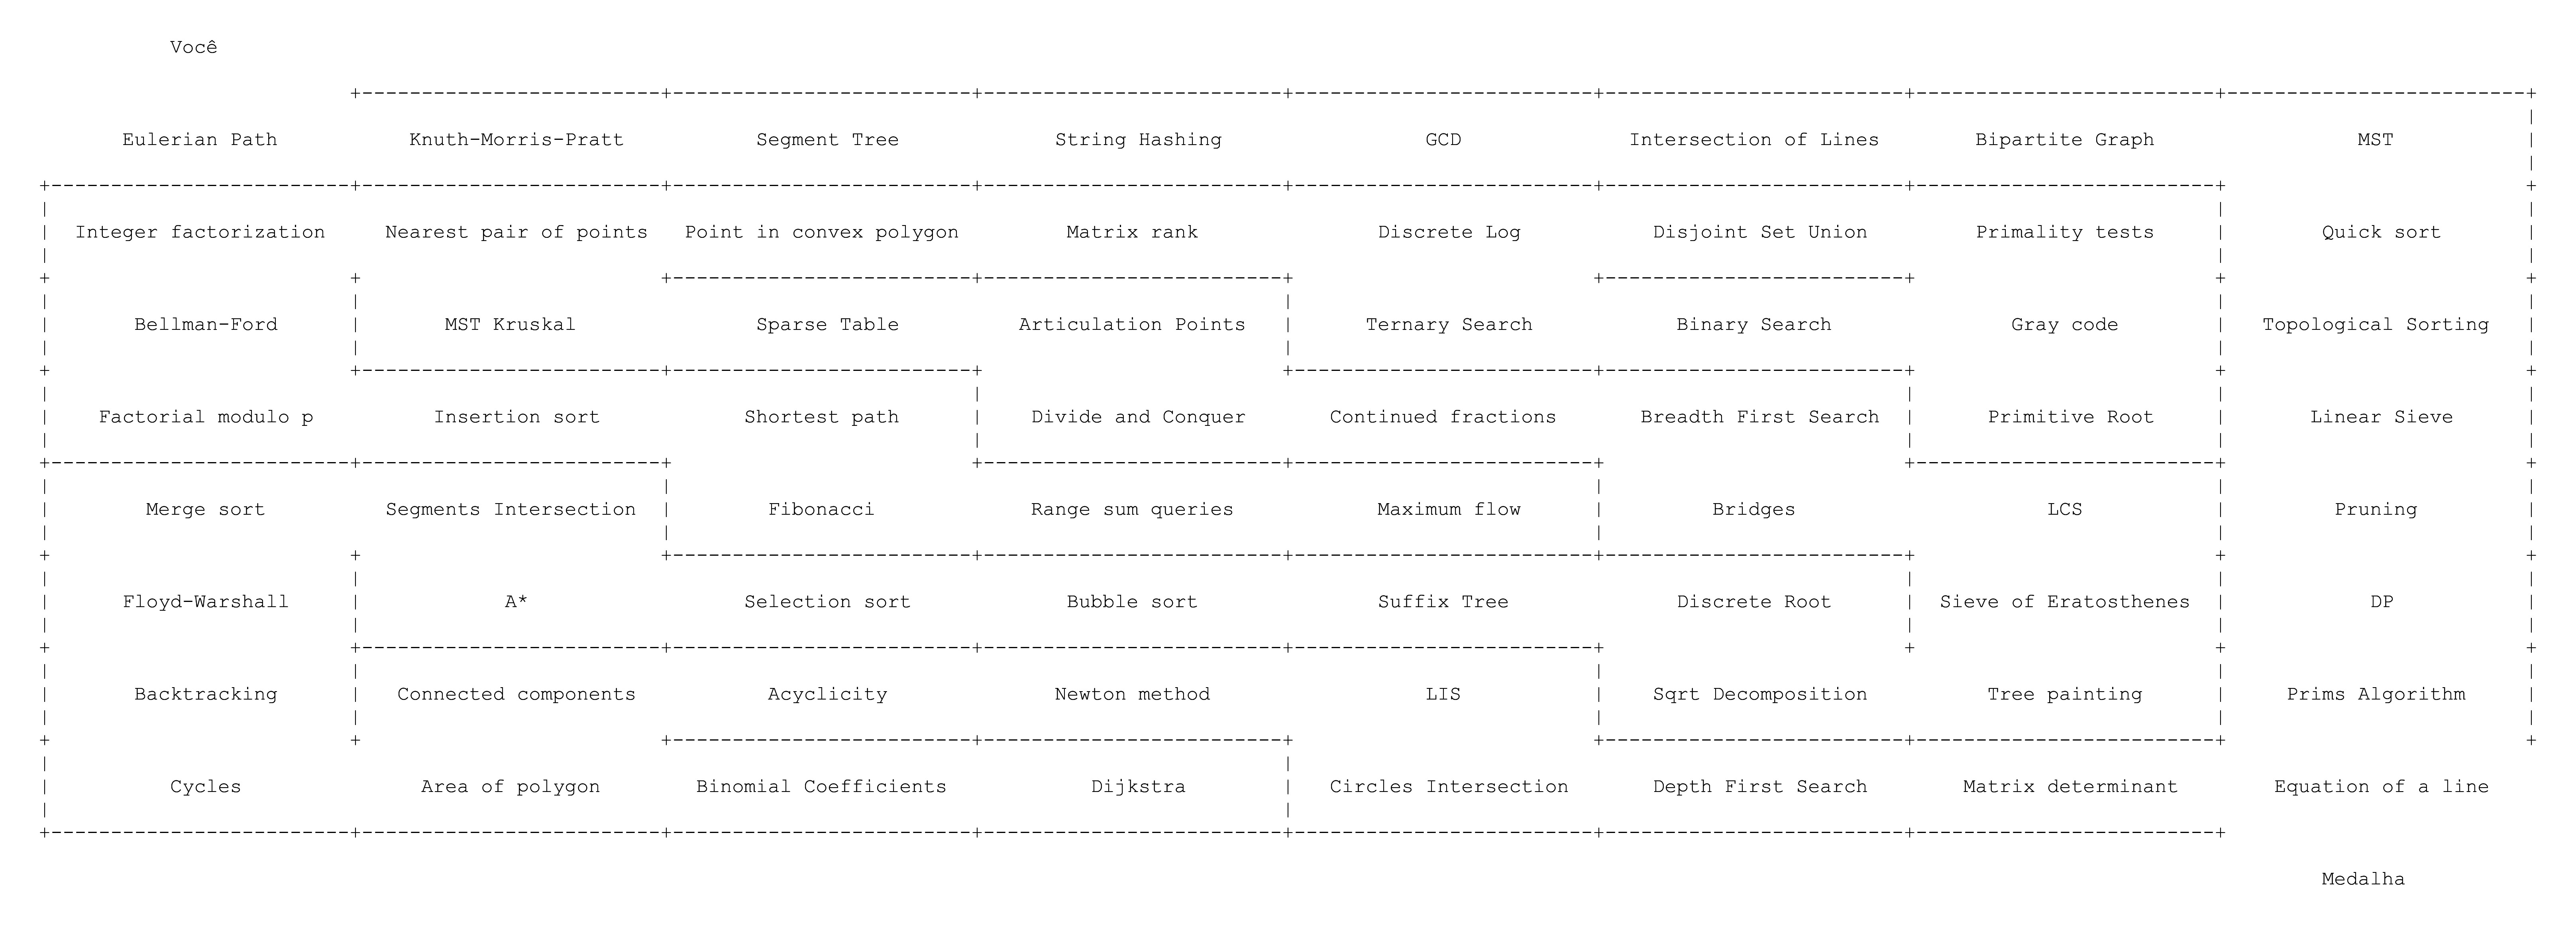 Você
Eulerian Path Knuth-Morris-Pratt Segment Tree String Hashing GCD Intersection of Lines Bipartite Graph MST
Integer factorization Nearest pair of points Point in convex polygon Matrix rank Discrete Log Disjoint Set Union Primality tests Quick sort
Bellman-Ford MST Kruskal Sparse Table Articulation Points Ternary Search Binary Search Gray code Topological Sorting
Factorial modulo p Insertion sort Shortest path Divide and Conquer Continued fractions Breadth First Search Primitive Root Linear Sieve
Merge sort Segments Intersection Fibonacci Range sum queries Maximum flow Bridges LCS Pruning
Floyd-Warshall A* Selection sort Bubble sort Suffix Tree Discrete Root Sieve of Eratosthenes DP
Backtracking Connected components Acyclicity Newton method LIS Sqrt Decomposition Tree painting Prims Algorithm
Cycles Area of polygon Binomial Coefficients Dijkstra Circles Intersection Depth First Search Matrix determinant Equation of a line
Medalha